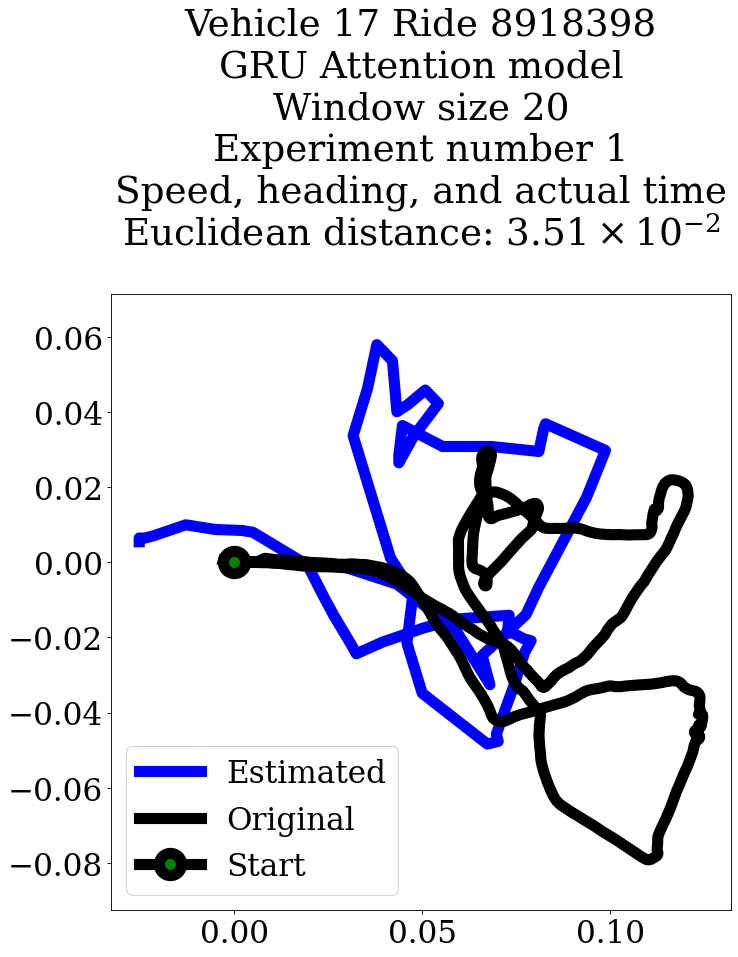 Vehicle 17 Ride 8918398
GRU Attention model
Window size 20
Experiment number 1
Speed, heading, and actual time
Euclidean distance: 3.51 × 10⁻²
0.06
0.04
0.02
0.00
−0.02
−0.04
−0.06
−0.08
Estimated
Original
Start
0.00 0.05 0.10